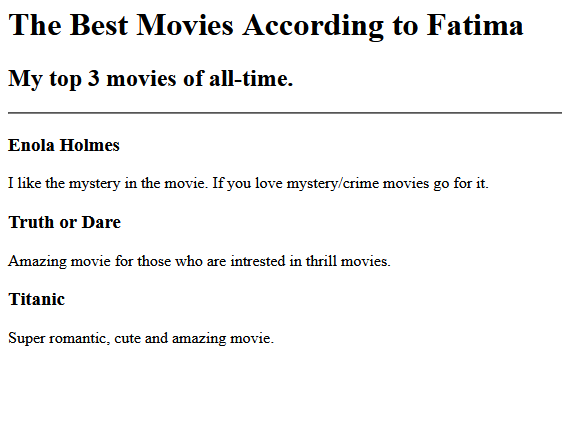 The Best Movies According to Fatima
My top 3 movies of all-time.
Enola Holmes
I like the mystery in the movie. If you love mystery/crime movies go for it.
Truth or Dare
Amazing movie for those who are intrested in thrill movies.
Titanic
Super romantic, cute and amazing movie.